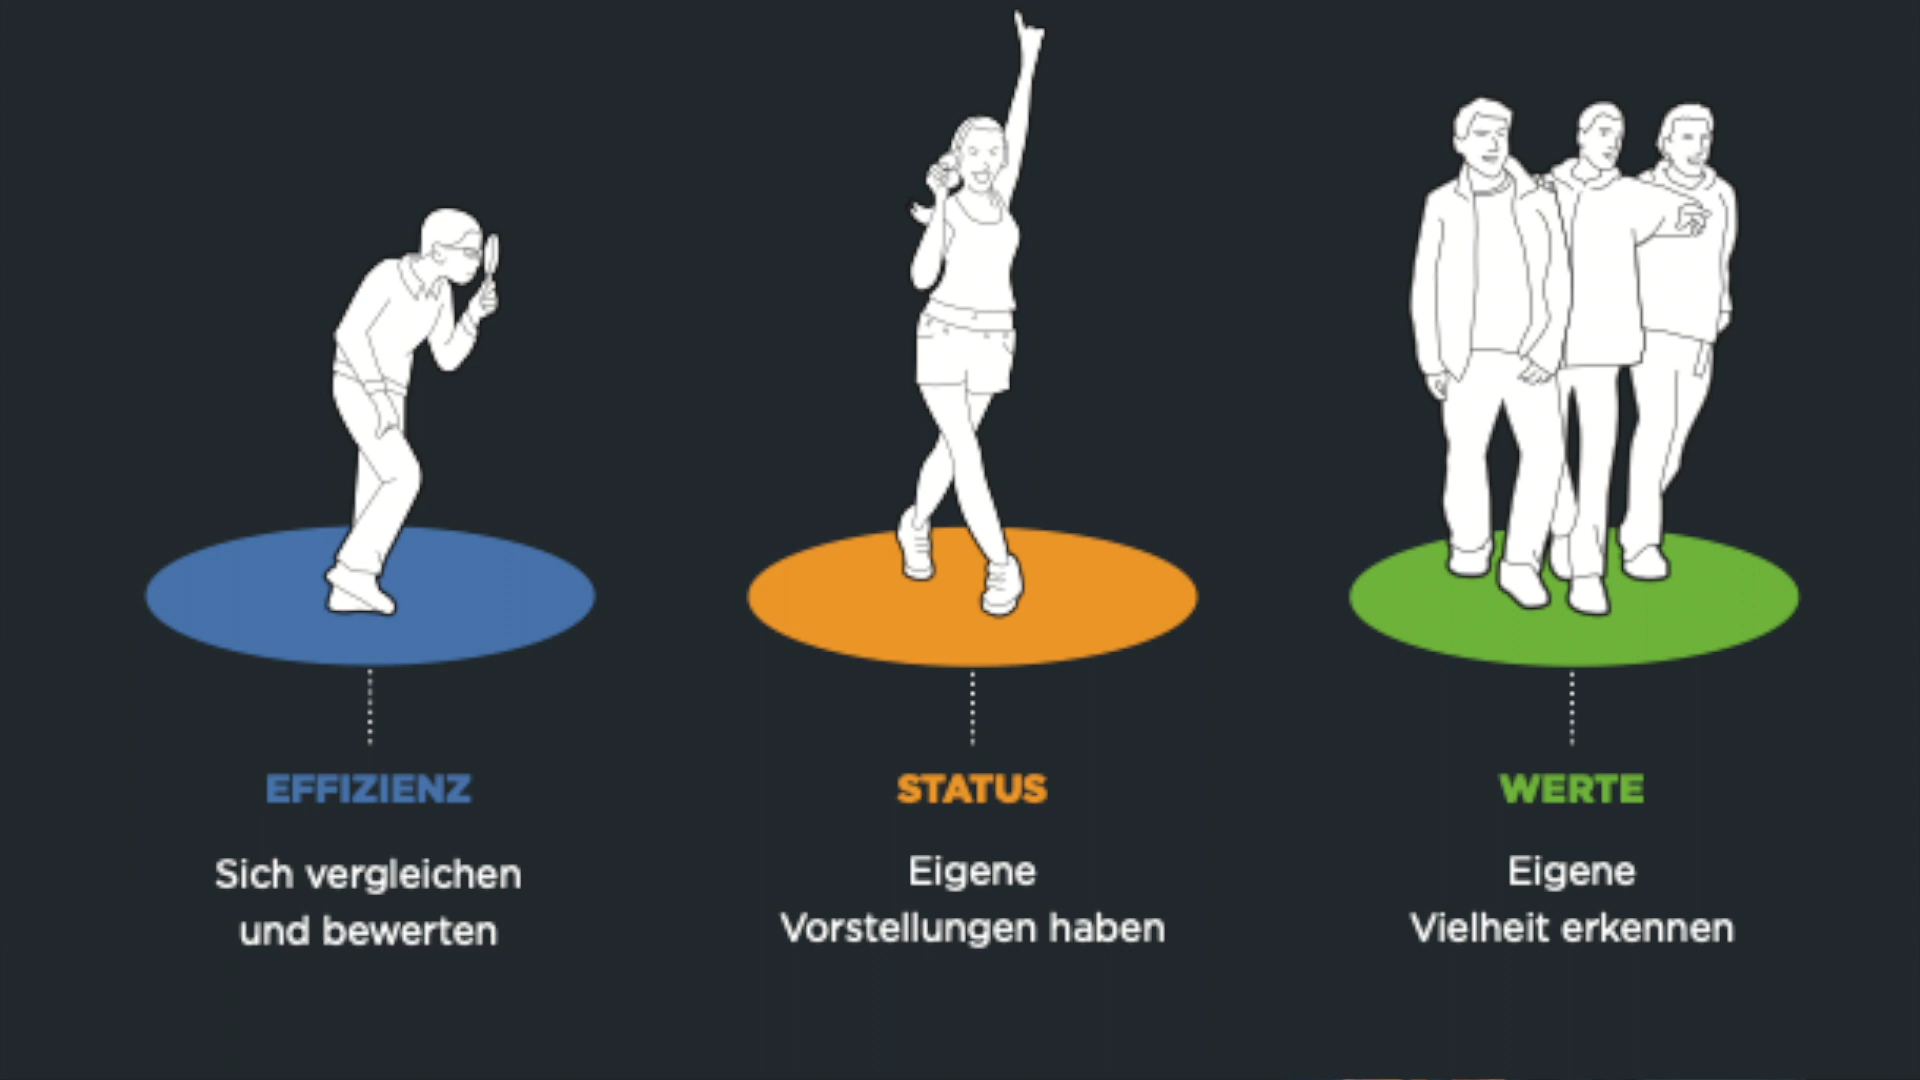 EFFIZIENZ
Sich vergleichen
und bewerten
STATUS
Eigene
Vorstellungen haben
WERTE
Eigene
Vielheit erkennen